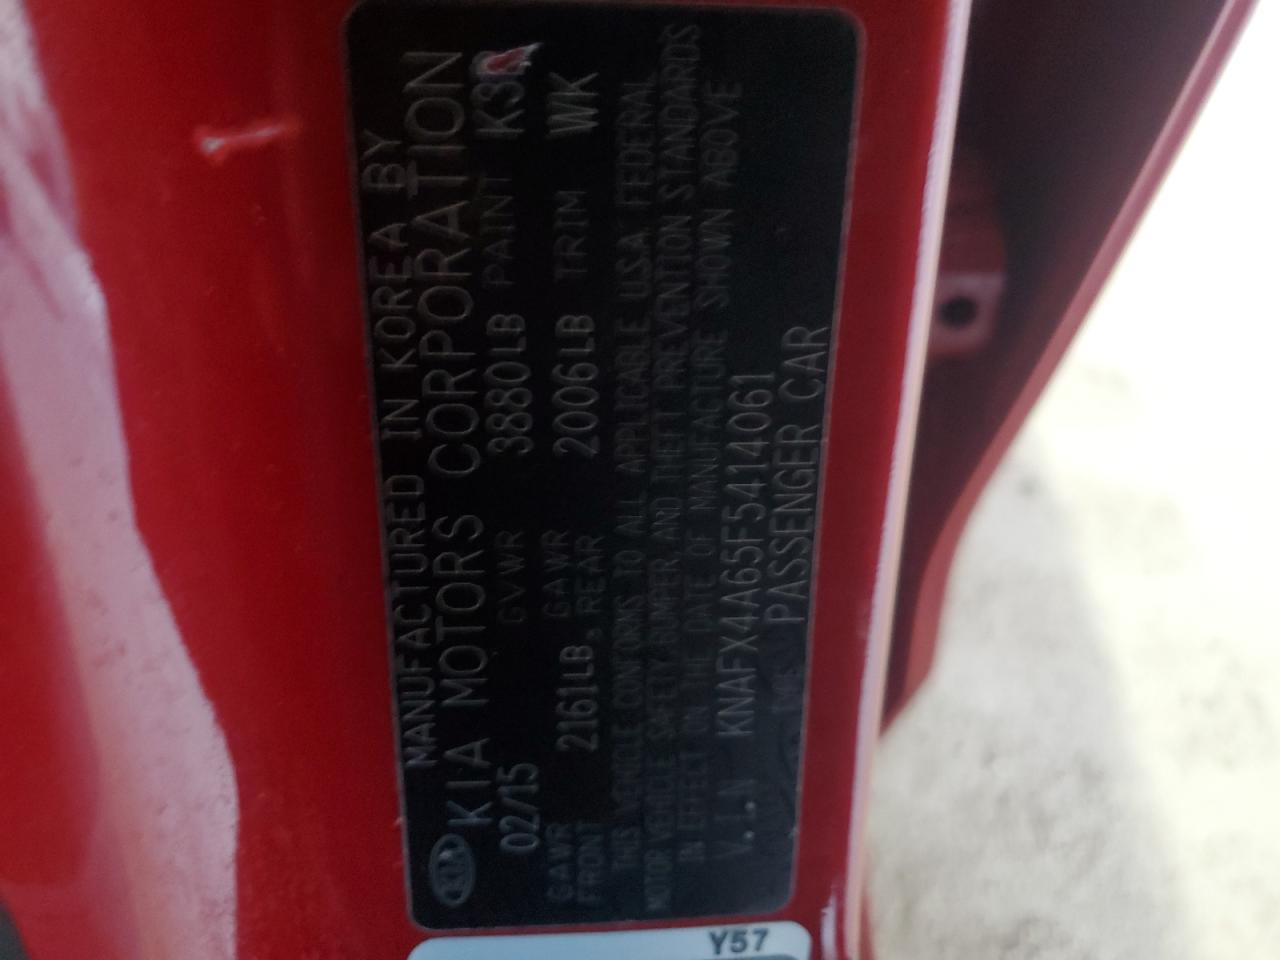 MANUFACTURED IN KOREA BY
KIA KIA MOTORS CORPORATION
02/15 GVWR 3880LB PAINT K3
GAWR FRONT 2161LB, GAWR REAR 2006LB TRIM WK
THIS VEHICLE CONFORMS TO ALL APPLICABLE U.S.A. FEDERAL
MOTOR VEHICLE SAFETY, BUMPER, AND THEFT PREVENTION STANDARDS
IN EFFECT ON THE DATE OF MANUFACTURE SHOWN ABOVE
V.I.N KNAFX4A65F5414061
TYPE PASSENGER CAR
Y57